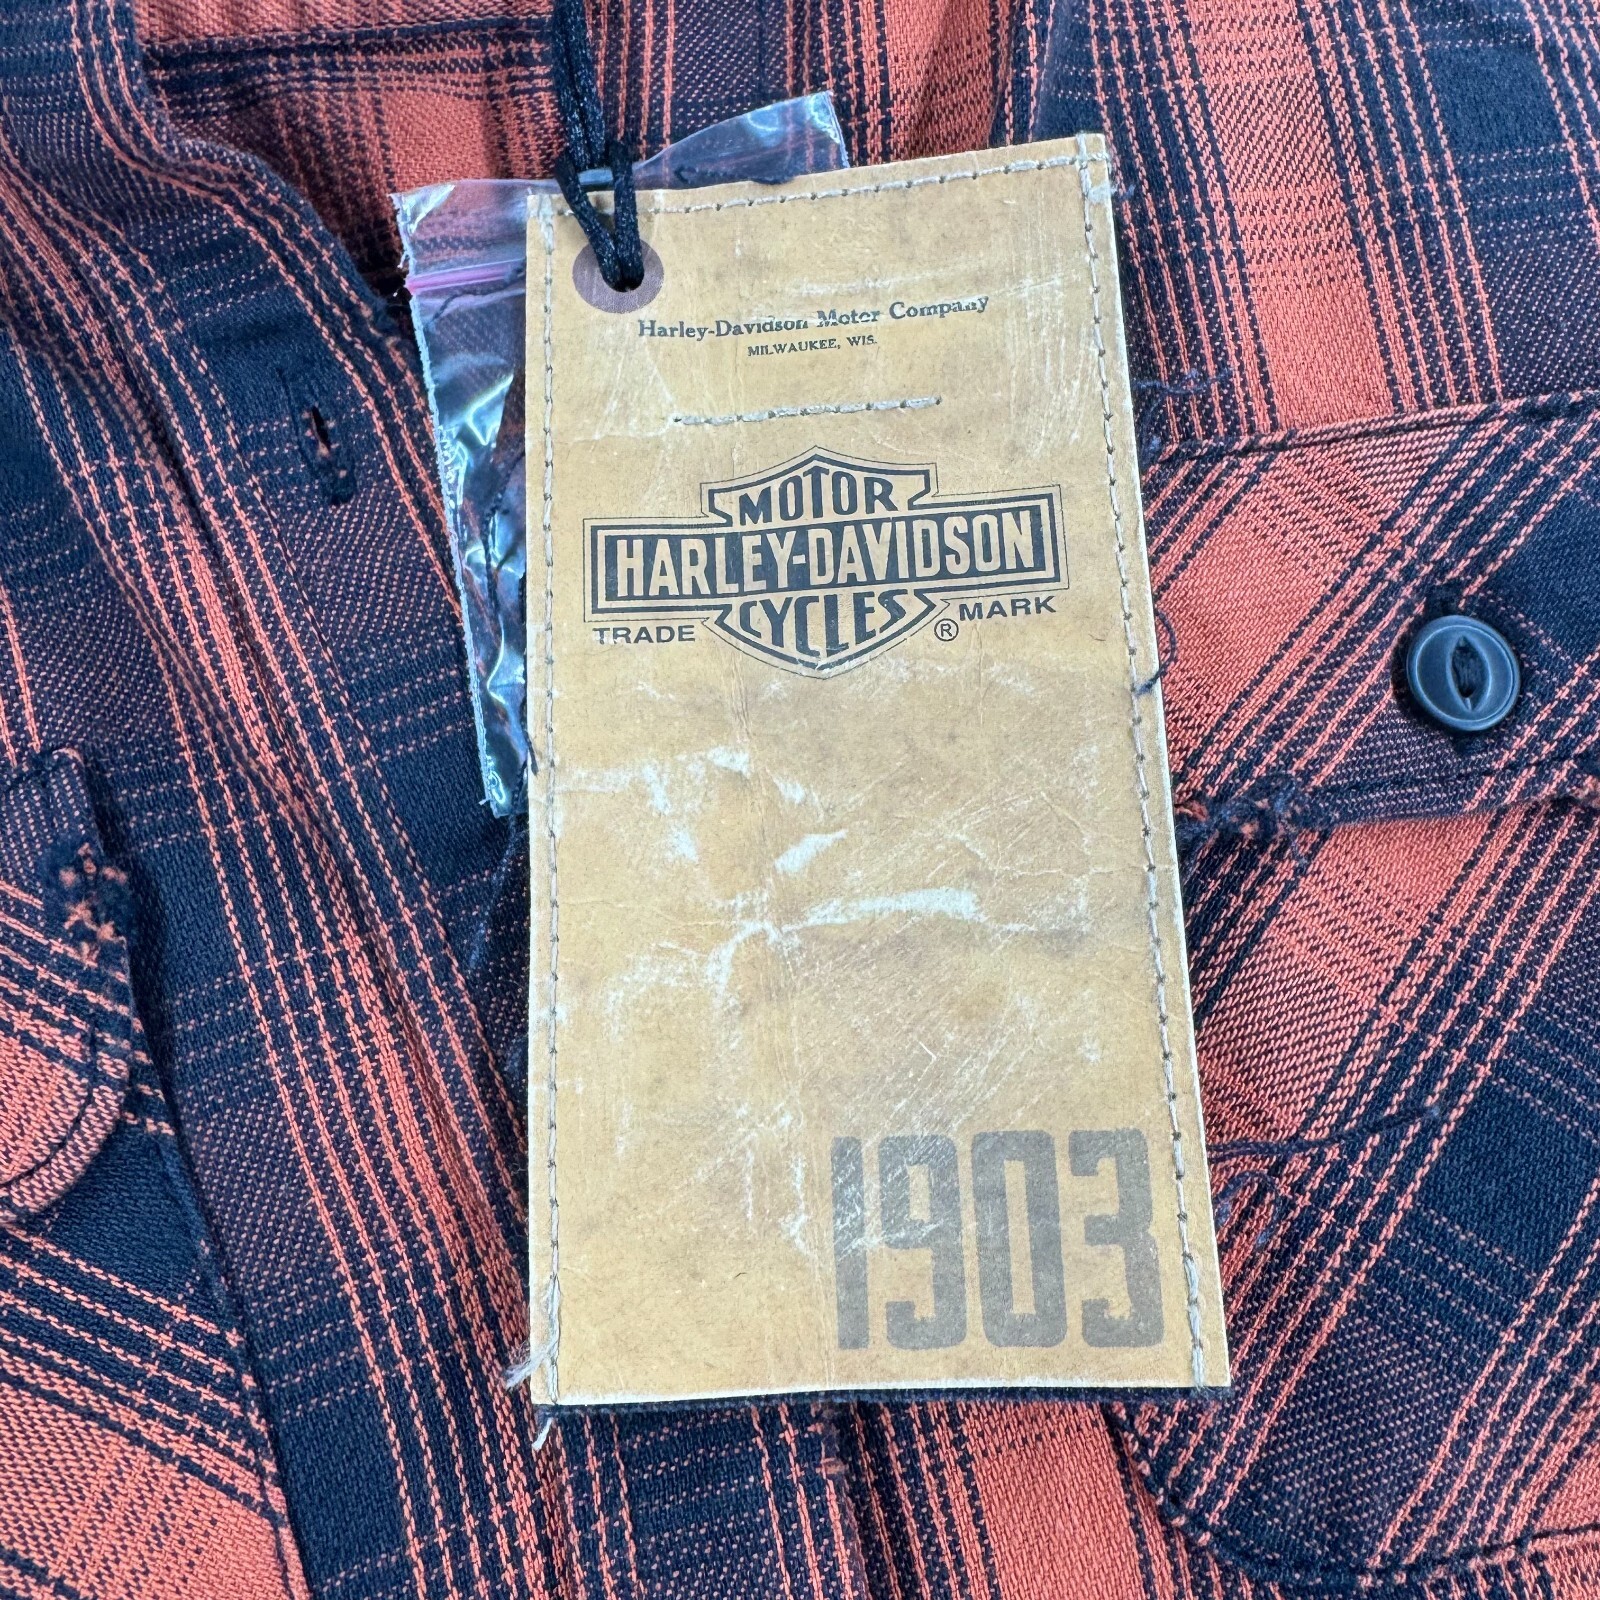 Harley-Davidson Motor Company
MILWAUKEE, WIS.
MOTOR
HARLEY-DAVIDSON
CYCLES
TRADE ® MARK
1903